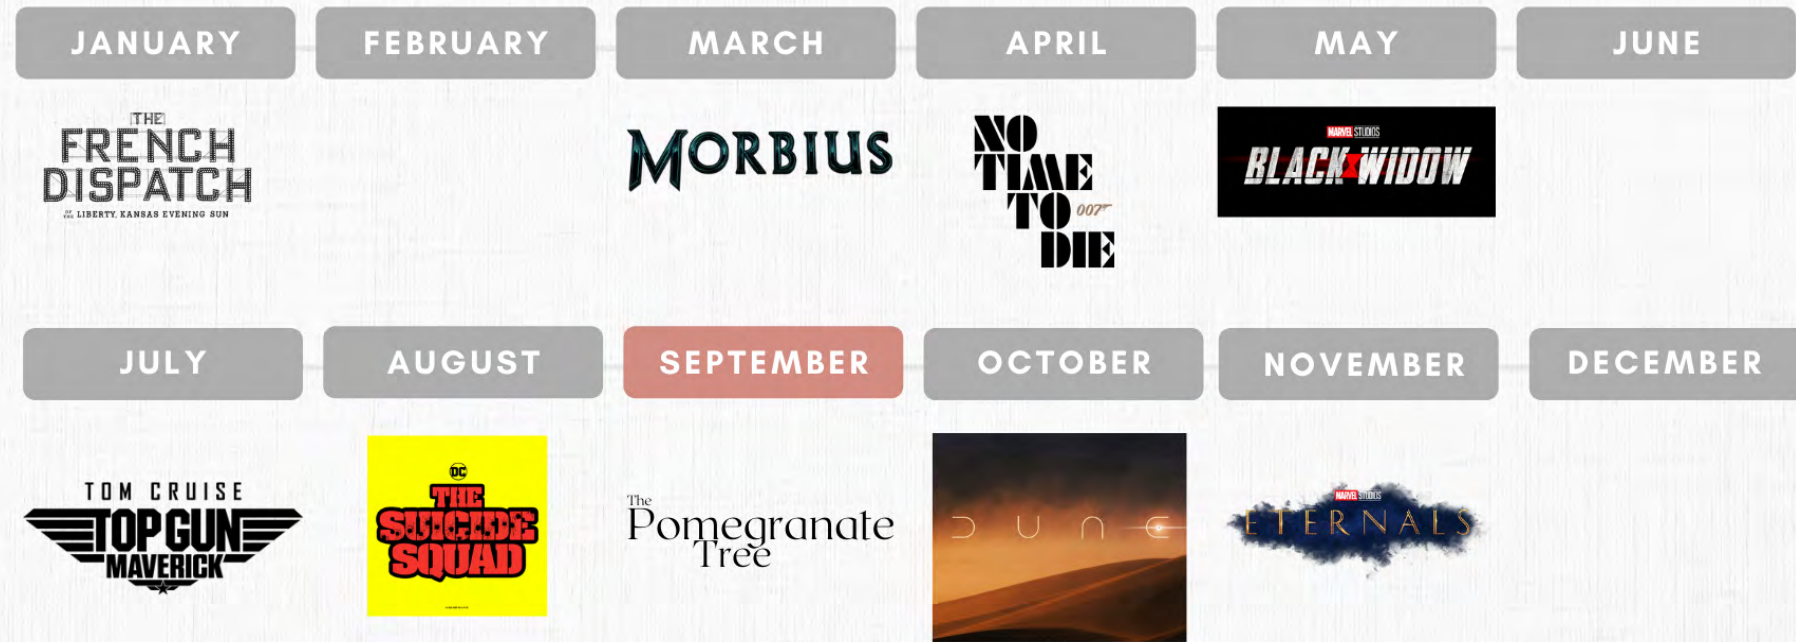 JANUARY
FEBRUARY
MARCH
APRIL
MAY
JUNE
THE
FRENCH
DISPATCH
OF THE LIBERTY, KANSAS EVENING SUN
MORBIUS
NO
TIME
TO 007
DIE
MARVEL STUDIOS
BLACK WIDOW
JULY
AUGUST
SEPTEMBER
OCTOBER
NOVEMBER
DECEMBER
TOM CRUISE
TOP GUN
MAVERICK
DC
THE
SUICIDE
SQUAD
The
Pomegranate
Tree
DUNE
MARVEL STUDIOS
ETERNALS